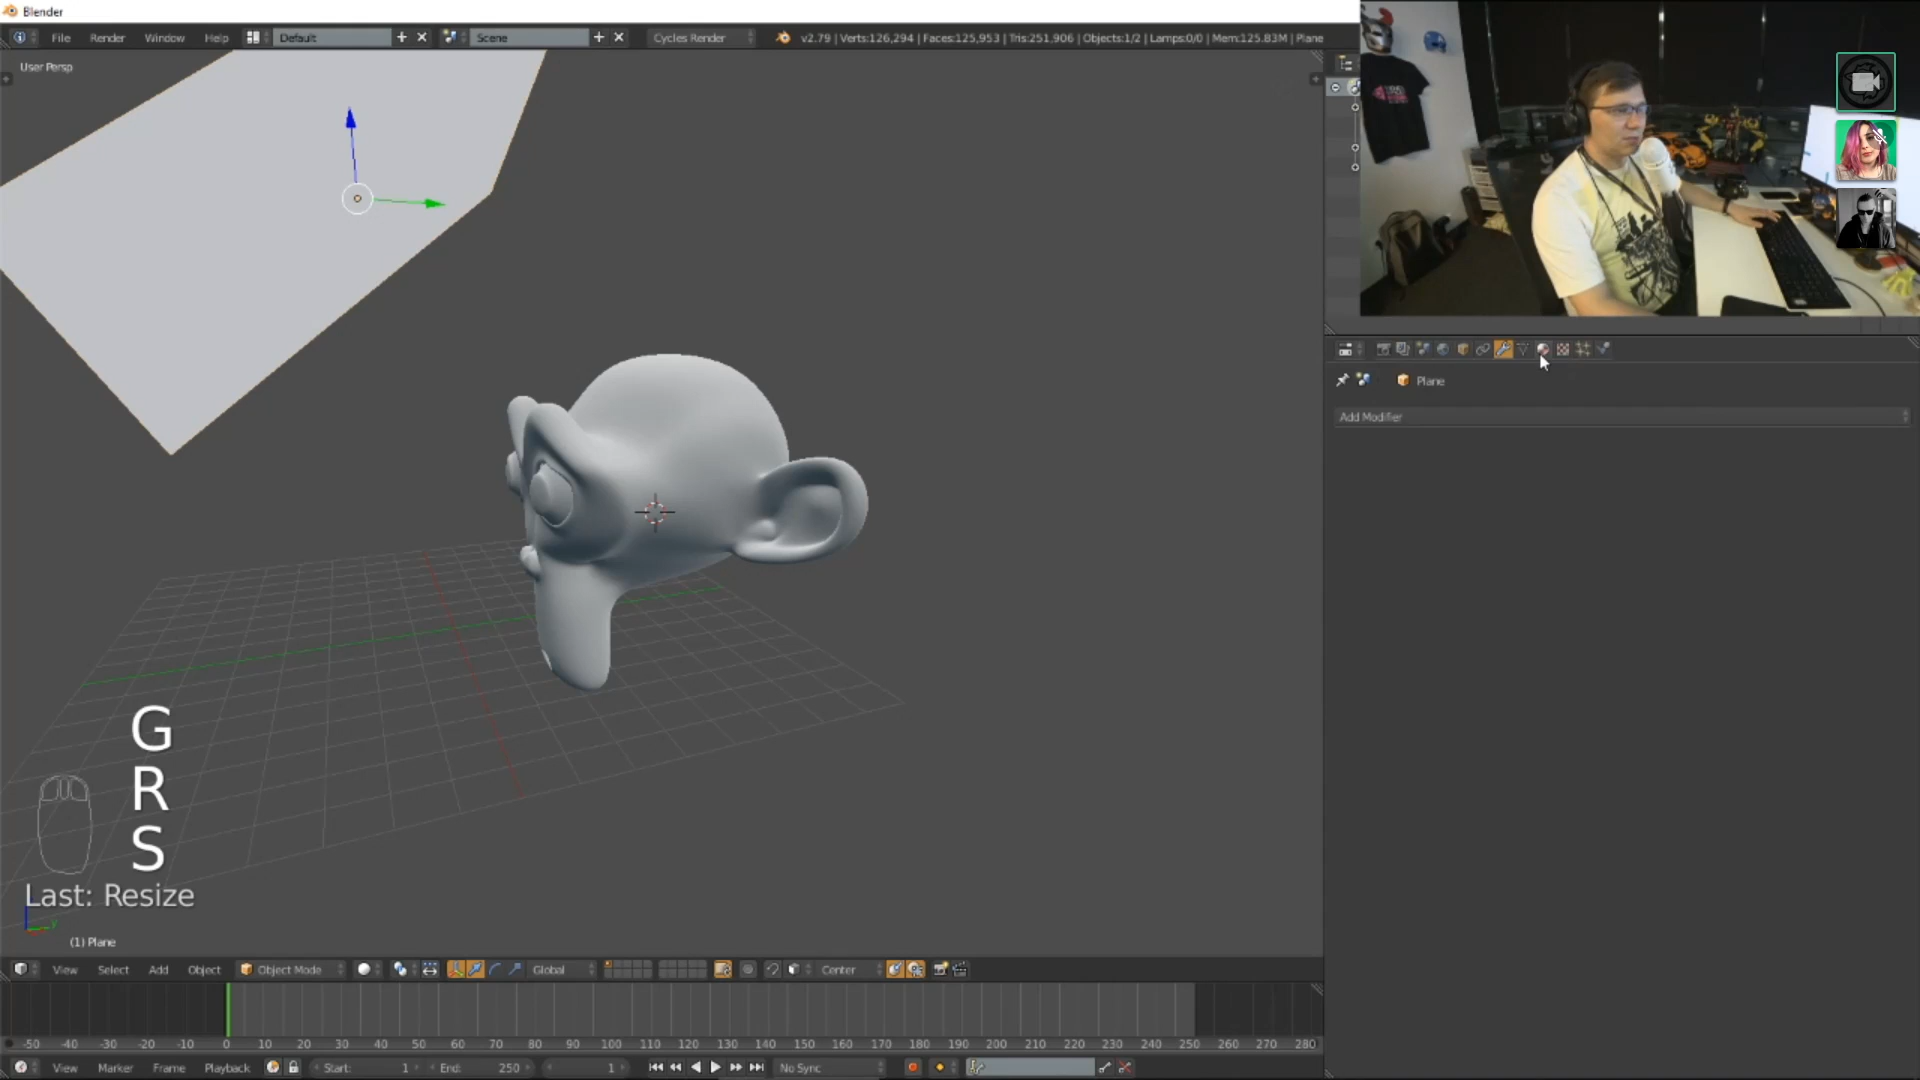 Blender
File Render Window Help Default Scene Cycles Render v2.79 | Verts:126,294 | Faces:125,953 | Tris:251,906 | Objects:1/2 | Lamps:0/0 | Mem:125.83M | Plane
User Persp
Plane
Add Modifier
G
R
S
Last: Resize
(1) Plane
View Select Add Object Object Mode Global Center
-50 -40 -30 -20 -10 0 10 20 30 40 50 60 70 80 90 100 110 120 130 140 150 160 170 180 190 200 210 220 230 240 250 260 270 280
View Marker Frame Playback Start: 1 End: 250 1 No Sync